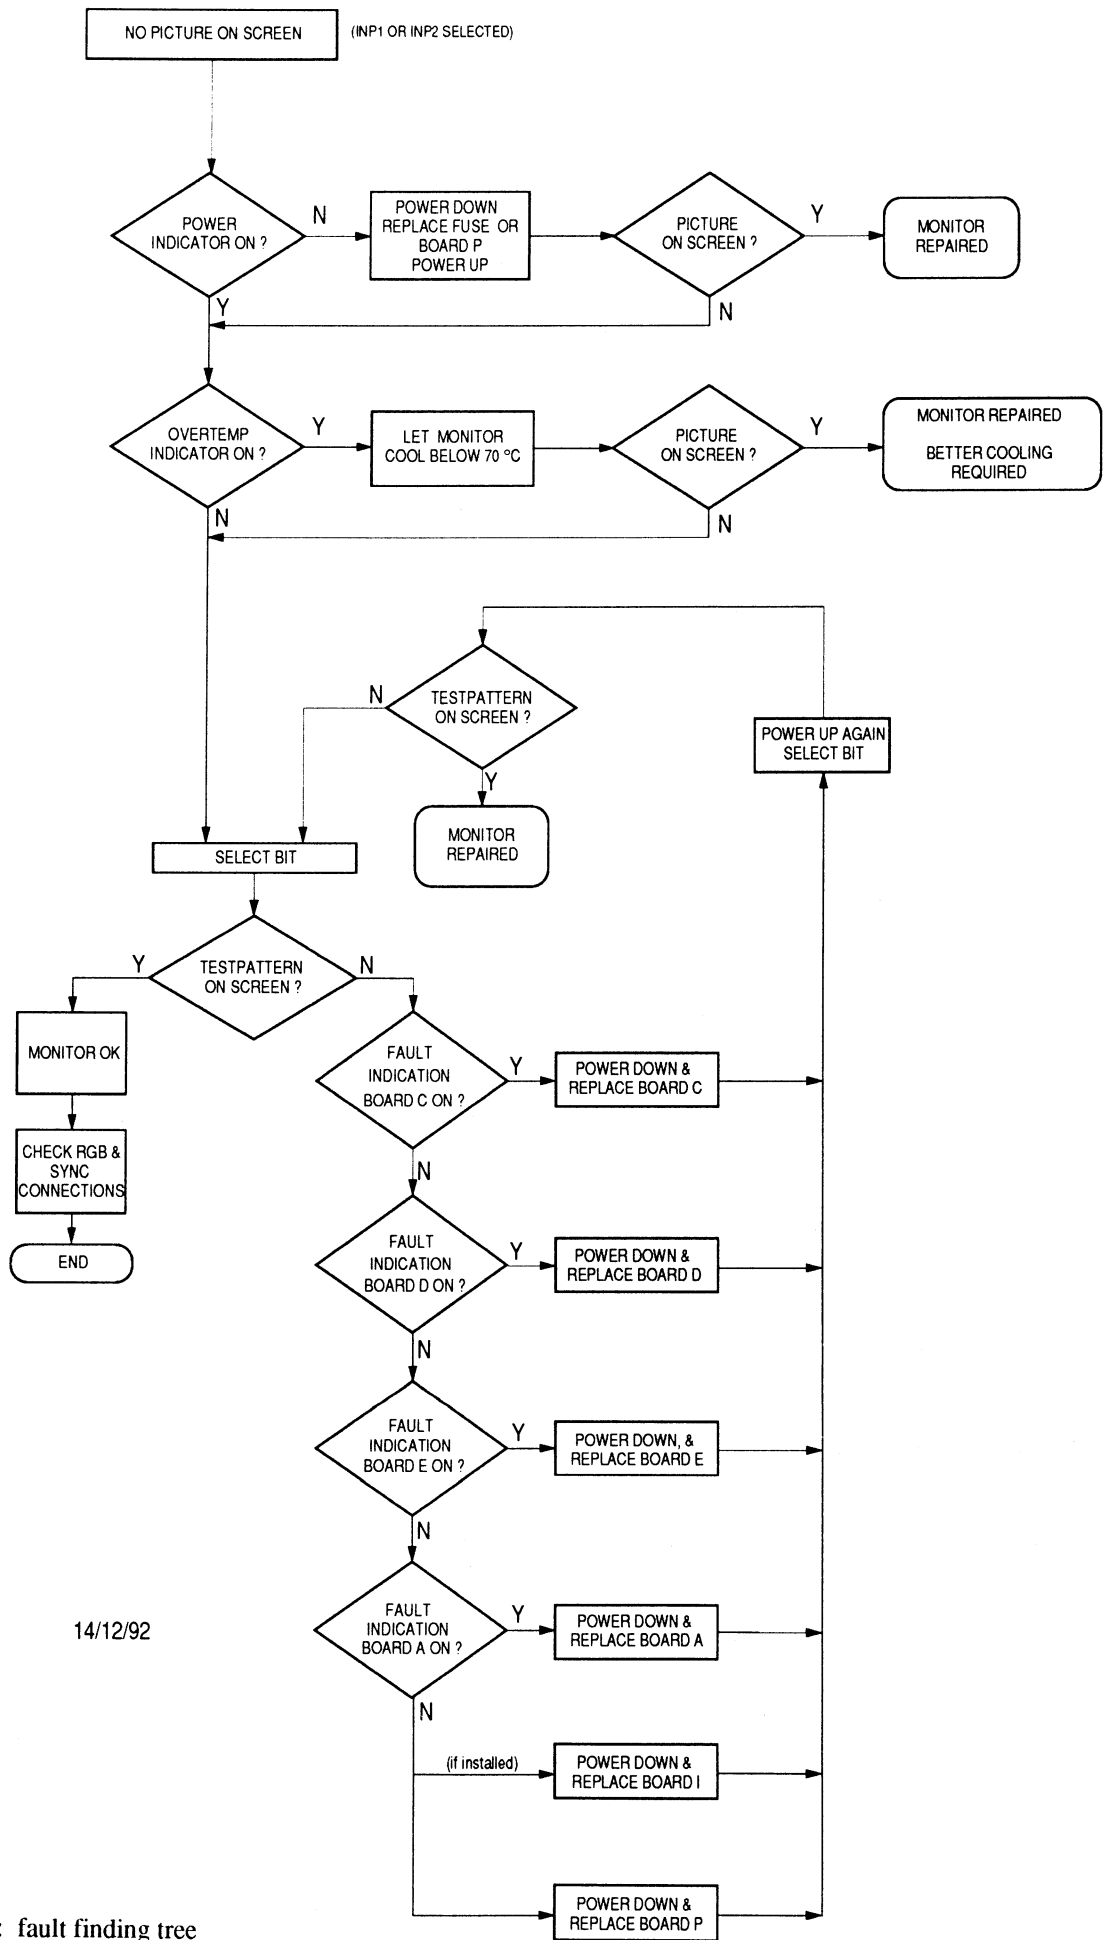 NO PICTURE ON SCREEN
(INP1 OR INP2 SELECTED)
POWER
INDICATOR ON ?
N
POWER DOWN
REPLACE FUSE OR
BOARD P
POWER UP
PICTURE
ON SCREEN ?
Y
MONITOR
REPAIRED
Y
N
OVERTEMP
INDICATOR ON ?
Y
LET MONITOR
COOL BELOW 70 °C
PICTURE
ON SCREEN ?
Y
MONITOR REPAIRED
BETTER COOLING
REQUIRED
N
N
N
TESTPATTERN
ON SCREEN ?
POWER UP AGAIN
SELECT BIT
Y
MONITOR
REPAIRED
SELECT BIT
Y
TESTPATTERN
ON SCREEN ?
N
MONITOR OK
FAULT
INDICATION
BOARD C ON ?
Y
POWER DOWN &
REPLACE BOARD C
CHECK RGB &
SYNC
CONNECTIONS
N
END
FAULT
INDICATION
BOARD D ON ?
Y
POWER DOWN &
REPLACE BOARD D
N
FAULT
INDICATION
BOARD E ON ?
Y
POWER DOWN, &
REPLACE BOARD E
N
14/12/92
FAULT
INDICATION
BOARD A ON ?
Y
POWER DOWN &
REPLACE BOARD A
N
(if installed)
POWER DOWN &
REPLACE BOARD I
POWER DOWN &
REPLACE BOARD P
: fault finding tree